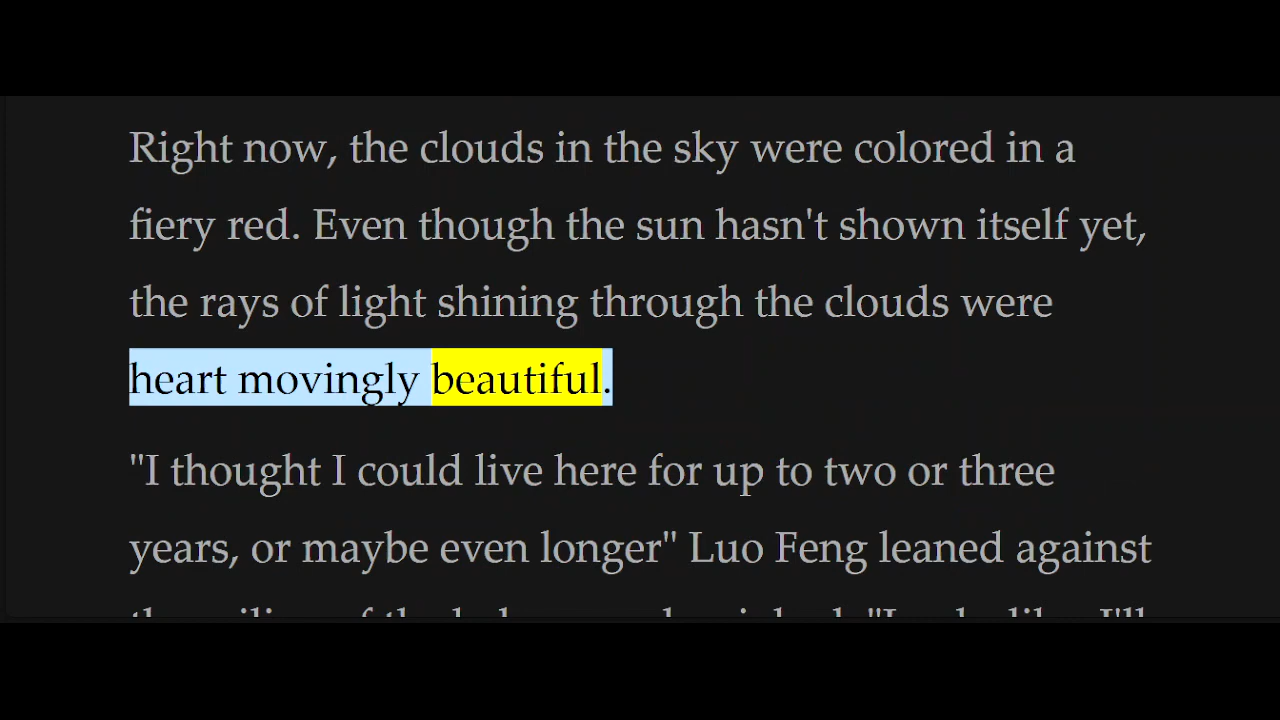 Right now, the clouds in the sky were colored in a
fiery red. Even though the sun hasn't shown itself yet,
the rays of light shining through the clouds were
heart movingly beautiful.
"I thought I could live here for up to two or three
years, or maybe even longer" Luo Feng leaned against